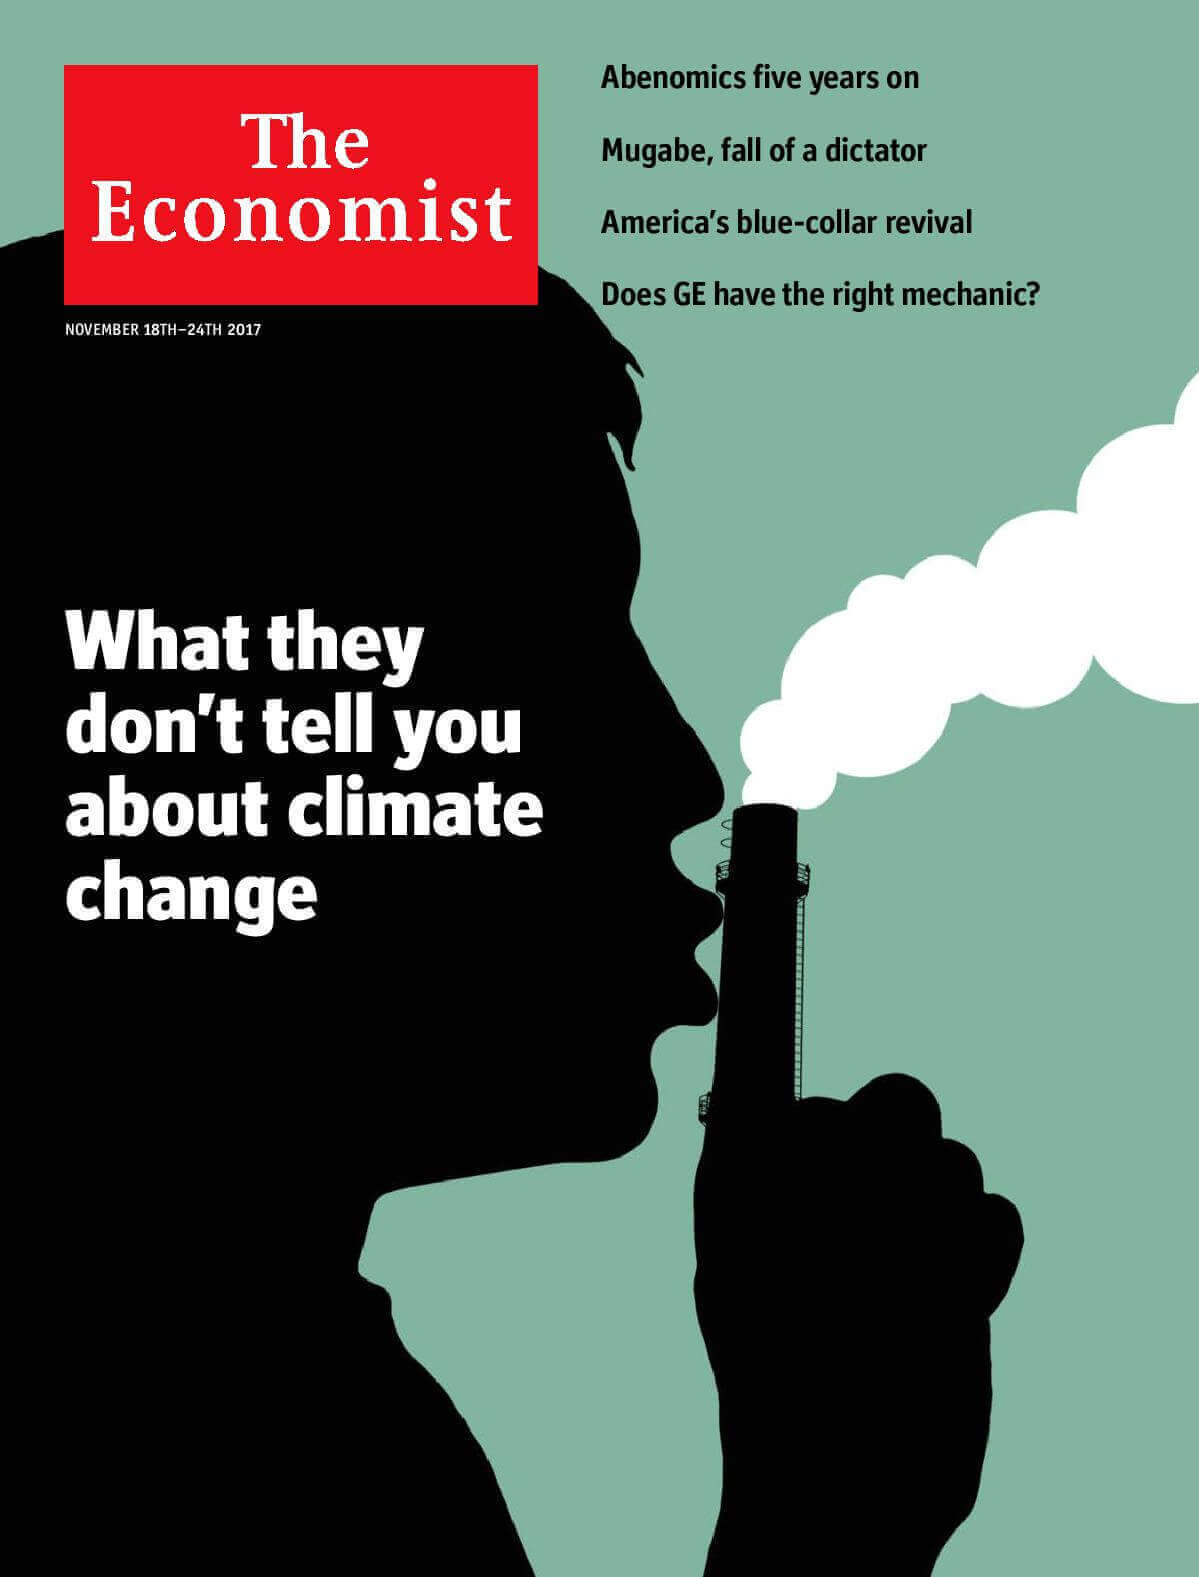 The
Economist
NOVEMBER 18TH–24TH 2017
Abenomics five years on
Mugabe, fall of a dictator
America’s blue-collar revival
Does GE have the right mechanic?
What they
don’t tell you
about climate
change